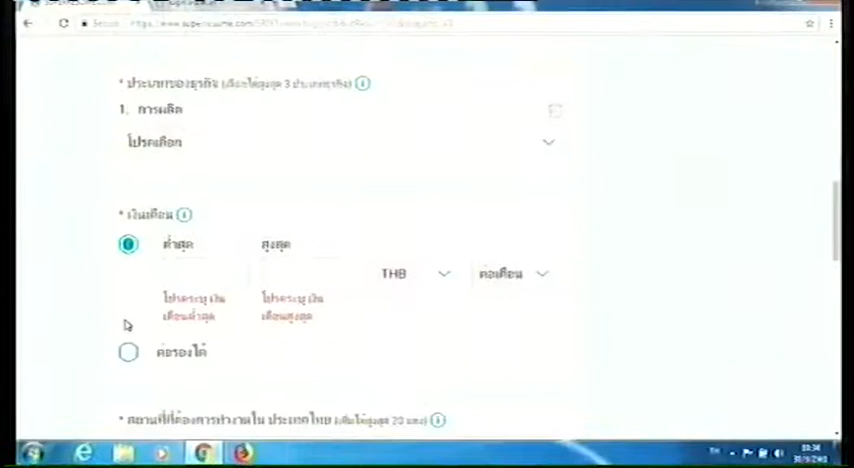 * ประเภทของธุรกิจ (เลือกได้สูงสุด 3 ประเภทธุรกิจ)
1. การผลิต
โปรดเลือก
* เงินเดือน
ต่ำสุด สูงสุด
THB ต่อเดือน
โปรดระบุ เงินเดือนต่ำสุด
โปรดระบุ เงินเดือนสูงสุด
ต่อรองได้
* สถานที่ที่ต้องการทำงานใน ประเทศไทย (เพิ่มได้สูงสุด 20 แห่ง)